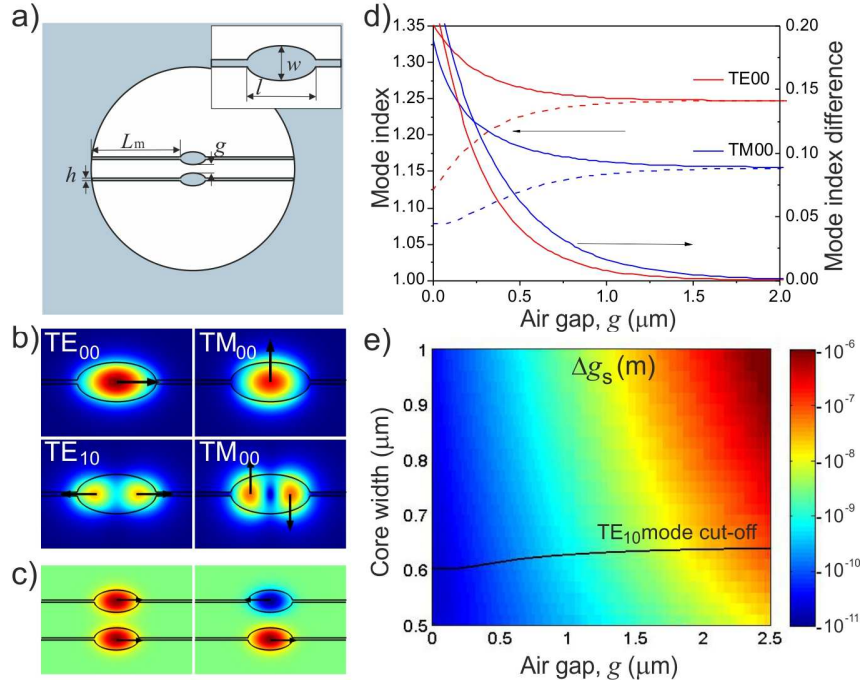 a)
w
l
Lm
g
h
b)
TE00
TM00
TE10
TM00
c)
d)
1.35
1.30
1.25
1.20
1.15
1.10
1.05
1.00
Mode index
0.20
0.15
0.10
0.05
0.00
Mode index difference
TE00
TM00
0.0 0.5 1.0 1.5 2.0
Air gap, g (μm)
e)
Δgs (m)
TE10mode cut-off
1
0.9
0.8
0.7
0.6
0.5
Core width (μm)
0 0.5 1 1.5 2 2.5
Air gap, g (μm)
10⁻⁶
10⁻⁷
10⁻⁸
10⁻⁹
10⁻¹⁰
10⁻¹¹